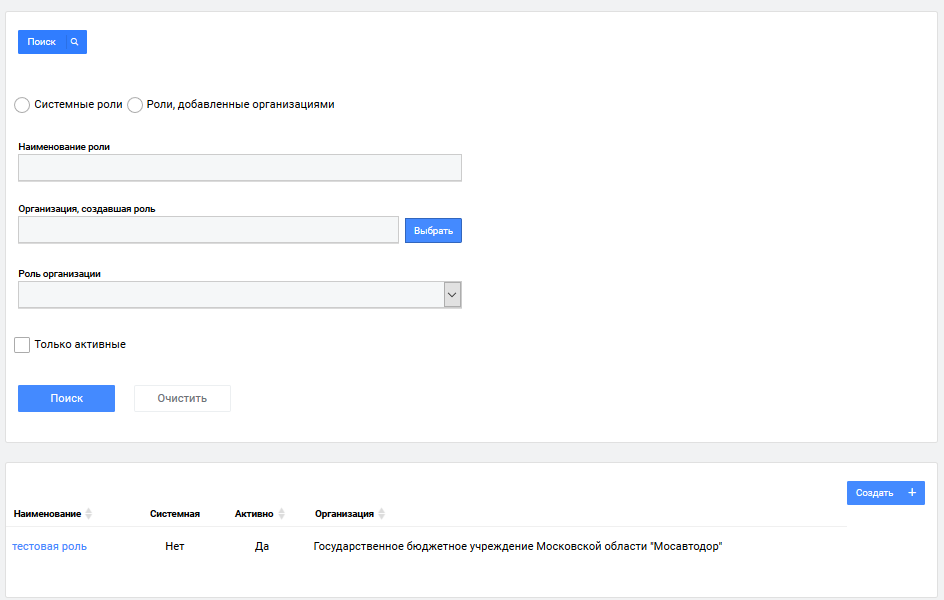 Поиск
Системные роли Роли, добавленные организациями
Наименование роли
Организация, создавшая роль
Выбрать
Роль организации
Только активные
Поиск Очистить
Создать +
Наименование Системная Активно Организация
тестовая роль Нет Да Государственное бюджетное учреждение Московской области "Мосавтодор"